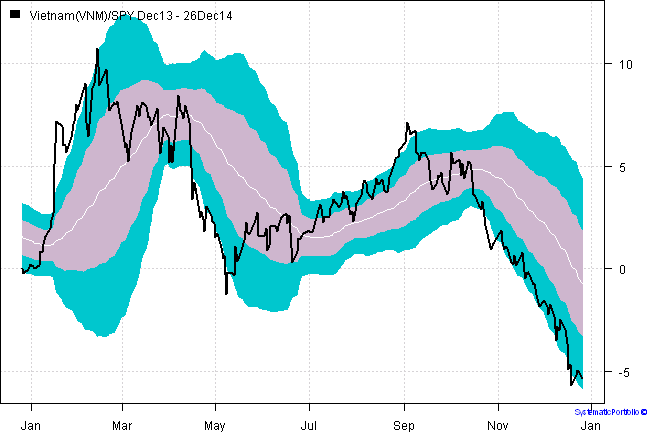 Vietnam(VNM)/SPY Dec13 - 26Dec14
10
5
0
-5
Jan Mar May Jul Sep Nov Jan
SystematicPortfolio ©